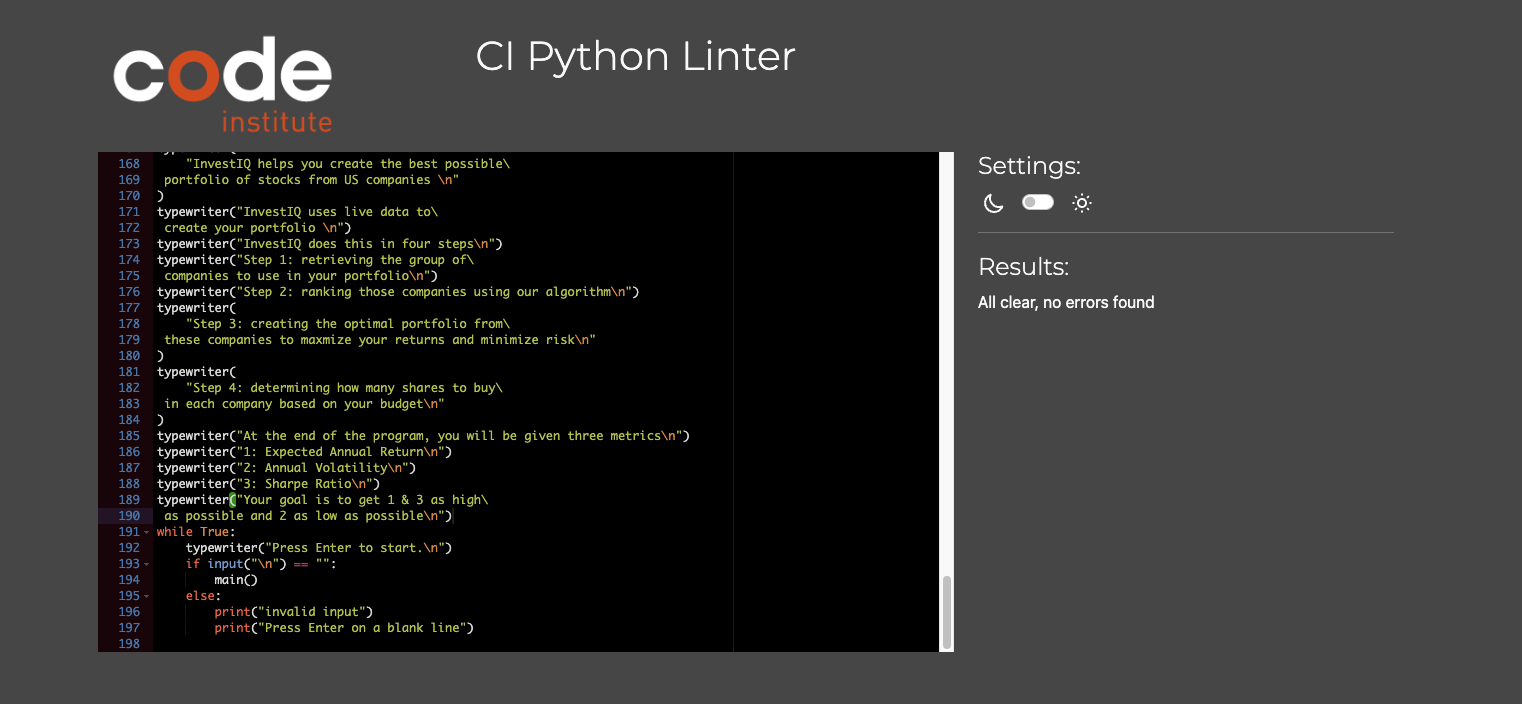 code
institute
CI Python Linter
168 "InvestIQ helps you create the best possible\
169 portfolio of stocks from US companies \n"
170 )
171 typewriter("InvestIQ uses live data to\
172 create your portfolio \n")
173 typewriter("InvestIQ does this in four steps\n")
174 typewriter("Step 1: retrieving the group of\
175 companies to use in your portfolio\n")
176 typewriter("Step 2: ranking those companies using our algorithm\n")
177 typewriter(
178 "Step 3: creating the optimal portfolio from\
179 these companies to maxmize your returns and minimize risk\n"
180 )
181 typewriter(
182 "Step 4: determining how many shares to buy\
183 in each company based on your budget\n"
184 )
185 typewriter("At the end of the program, you will be given three metrics\n")
186 typewriter("1: Expected Annual Return\n")
187 typewriter("2: Annual Volatility\n")
188 typewriter("3: Sharpe Ratio\n")
189 typewriter("Your goal is to get 1 & 3 as high\
190 as possible and 2 as low as possible\n")
191 while True:
192 typewriter("Press Enter to start.\n")
193 if input("\n") == "":
194 main()
195 else:
196 print("invalid input")
197 print("Press Enter on a blank line")
198
Settings:
Results:
All clear, no errors found